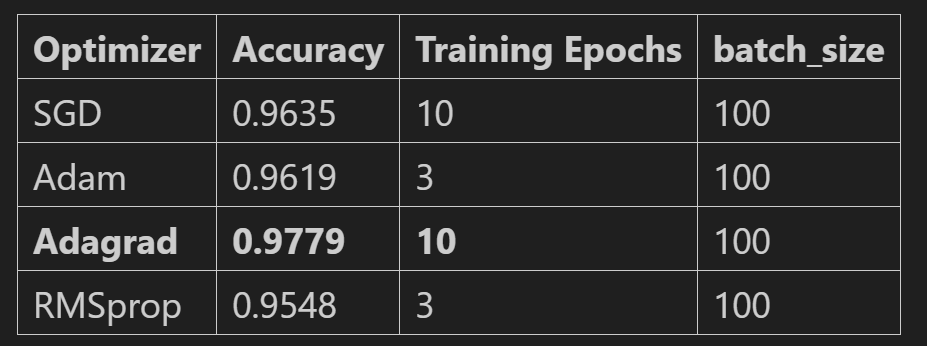 Optimizer Accuracy Training Epochs batch_size
SGD 0.9635 10 100
Adam 0.9619 3 100
Adagrad 0.9779 10 100
RMSprop 0.9548 3 100